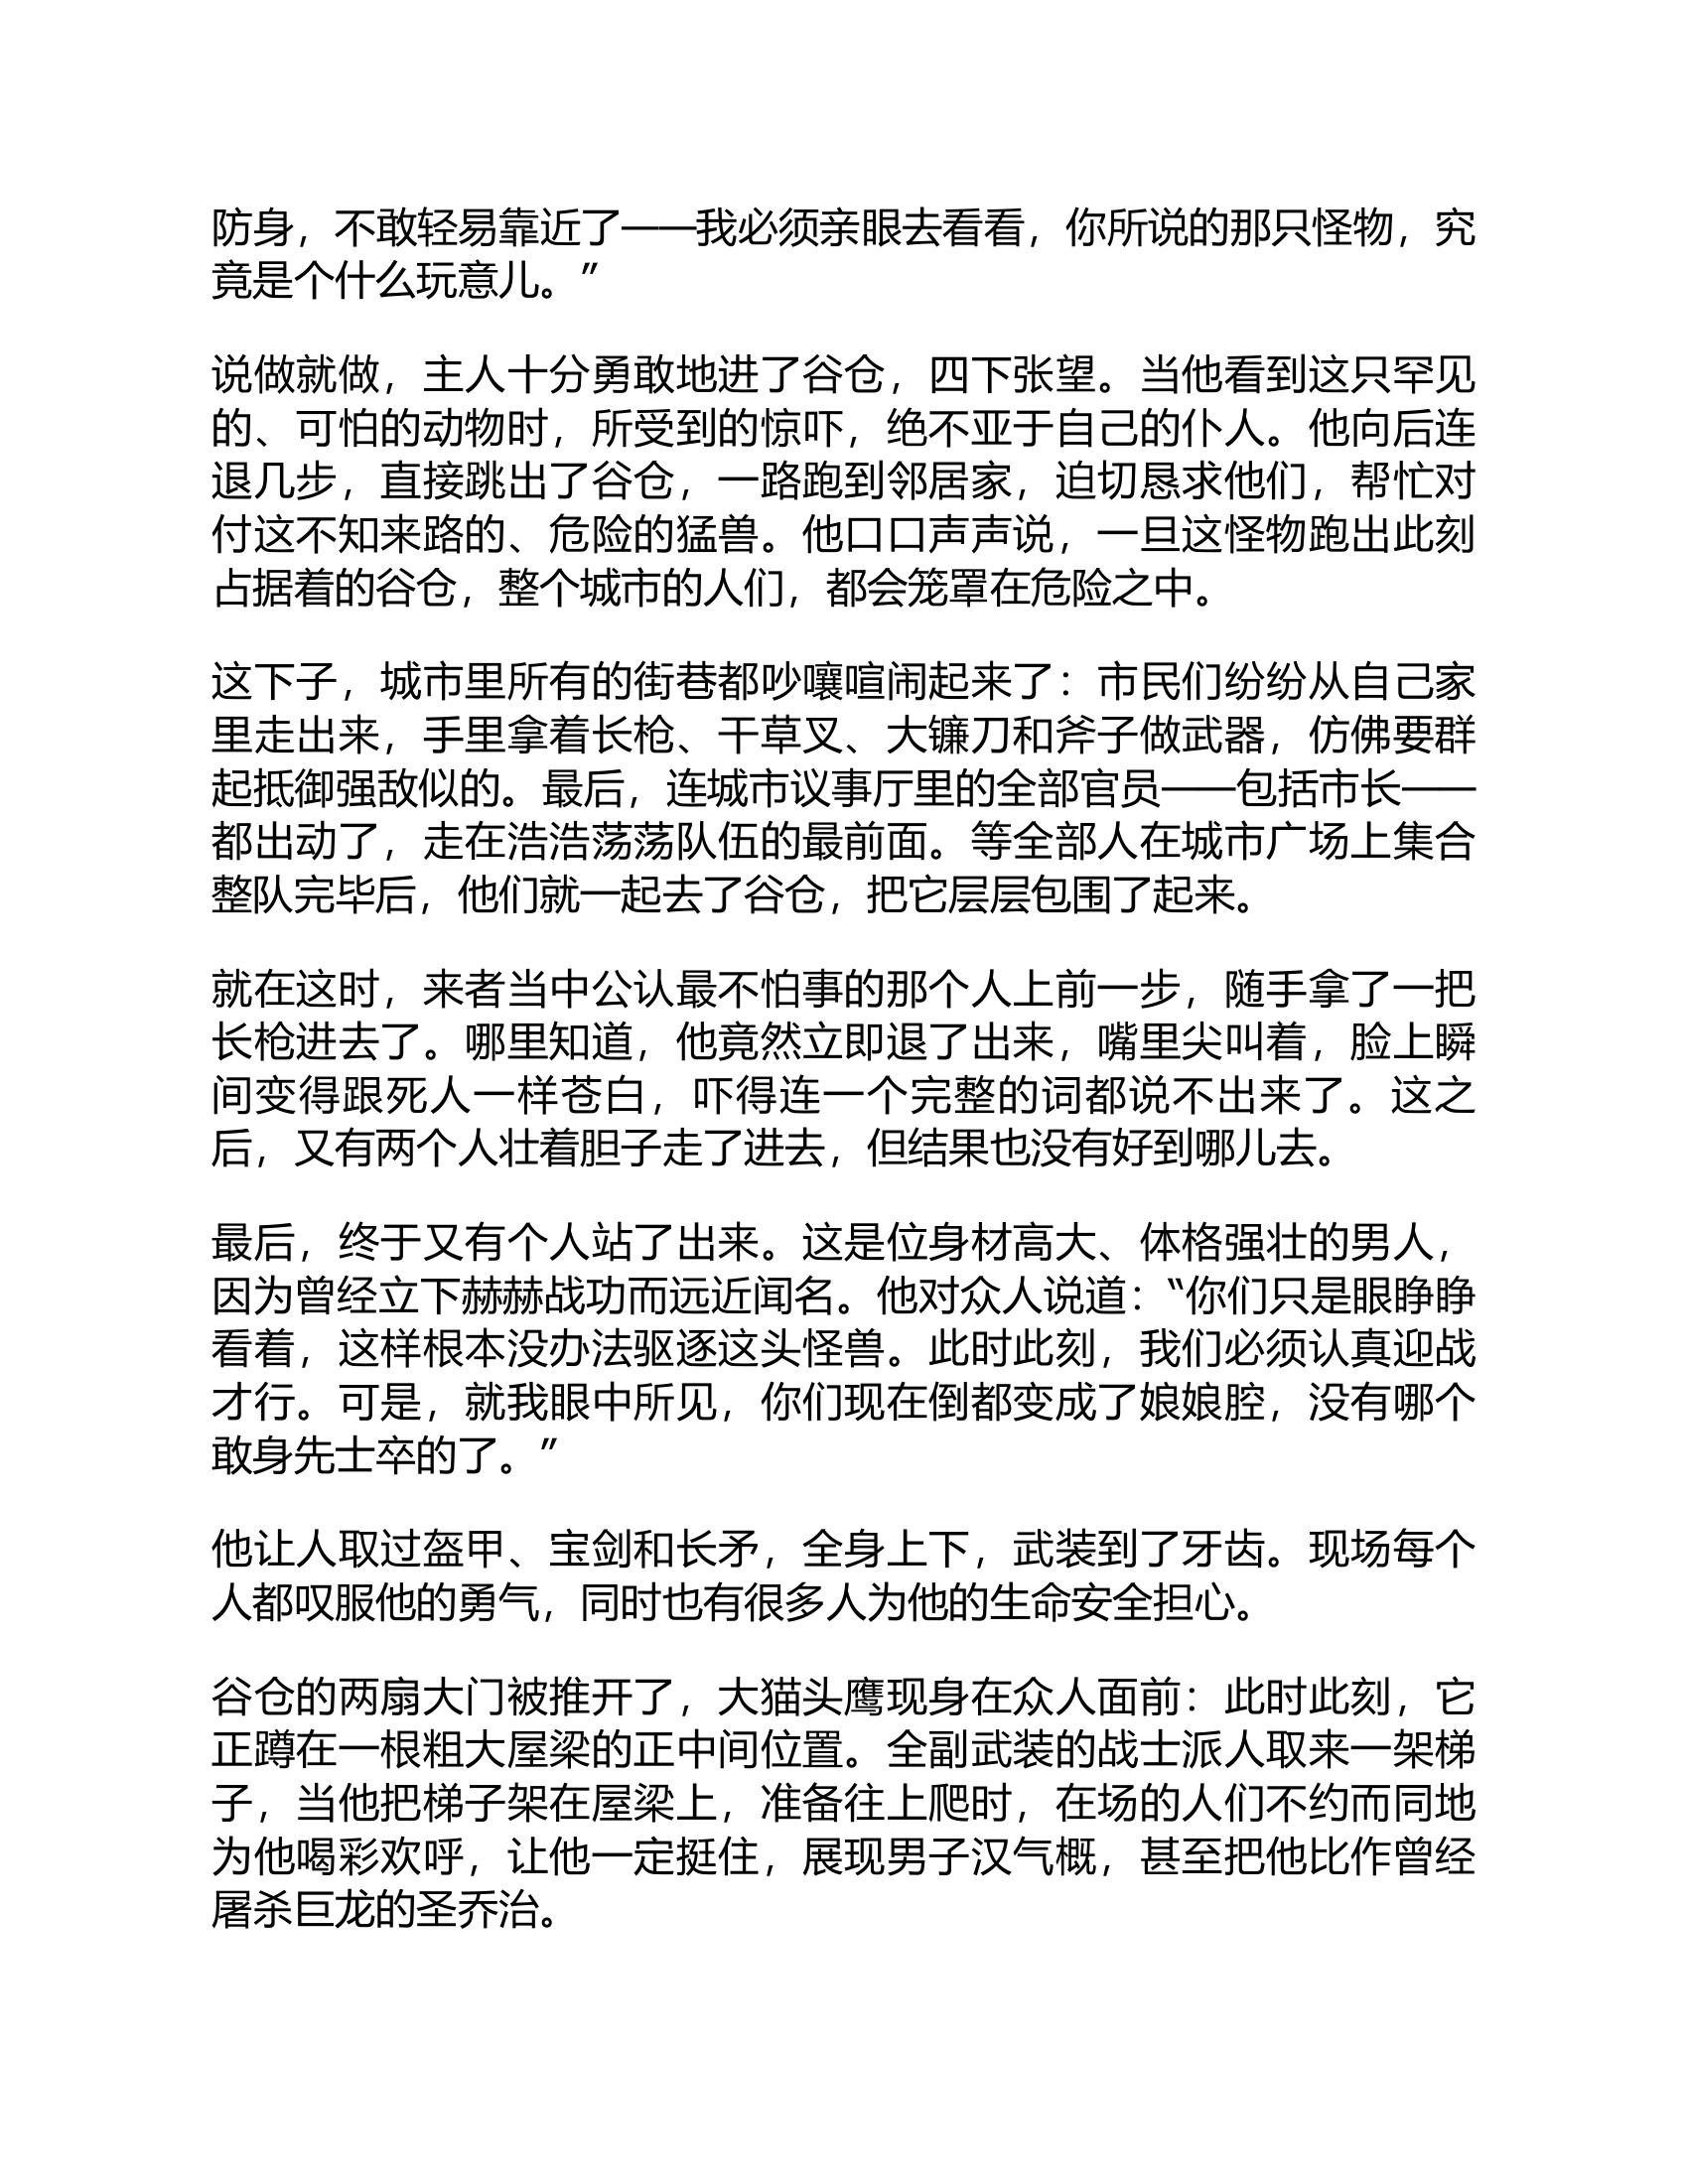 防身，不敢轻易靠近了——我必须亲眼去看看，你所说的那只怪物，究
竟是个什么玩意儿。”
说做就做，主人十分勇敢地进了谷仓，四下张望。当他看到这只罕见
的、可怕的动物时，所受到的惊吓，绝不亚于自己的仆人。他向后连
退几步，直接跳出了谷仓，一路跑到邻居家，迫切恳求他们，帮忙对
付这不知来路的、危险的猛兽。他口口声声说，一旦这怪物跑出此刻
占据着的谷仓，整个城市的人们，都会笼罩在危险之中。
这下子，城市里所有的街巷都吵嚷喧闹起来了：市民们纷纷从自己家
里走出来，手里拿着长枪、干草叉、大镰刀和斧子做武器，仿佛要群
起抵御强敌似的。最后，连城市议事厅里的全部官员——包括市长——
都出动了，走在浩浩荡荡队伍的最前面。等全部人在城市广场上集合
整队完毕后，他们就一起去了谷仓，把它层层包围了起来。
就在这时，来者当中公认最不怕事的那个人上前一步，随手拿了一把
长枪进去了。哪里知道，他竟然立即退了出来，嘴里尖叫着，脸上瞬
间变得跟死人一样苍白，吓得连一个完整的词都说不出来了。这之
后，又有两个人壮着胆子走了进去，但结果也没有好到哪儿去。
最后，终于又有个人站了出来。这是位身材高大、体格强壮的男人，
因为曾经立下赫赫战功而远近闻名。他对众人说道：“你们只是眼睁睁
看着，这样根本没办法驱逐这头怪兽。此时此刻，我们必须认真迎战
才行。可是，就我眼中所见，你们现在倒都变成了娘娘腔，没有哪个
敢身先士卒的了。”
他让人取过盔甲、宝剑和长矛，全身上下，武装到了牙齿。现场每个
人都叹服他的勇气，同时也有很多人为他的生命安全担心。
谷仓的两扇大门被推开了，大猫头鹰现身在众人面前：此时此刻，它
正蹲在一根粗大屋梁的正中间位置。全副武装的战士派人取来一架梯
子，当他把梯子架在屋梁上，准备往上爬时，在场的人们不约而同地
为他喝彩欢呼，让他一定挺住，展现男子汉气概，甚至把他比作曾经
屠杀巨龙的圣乔治。